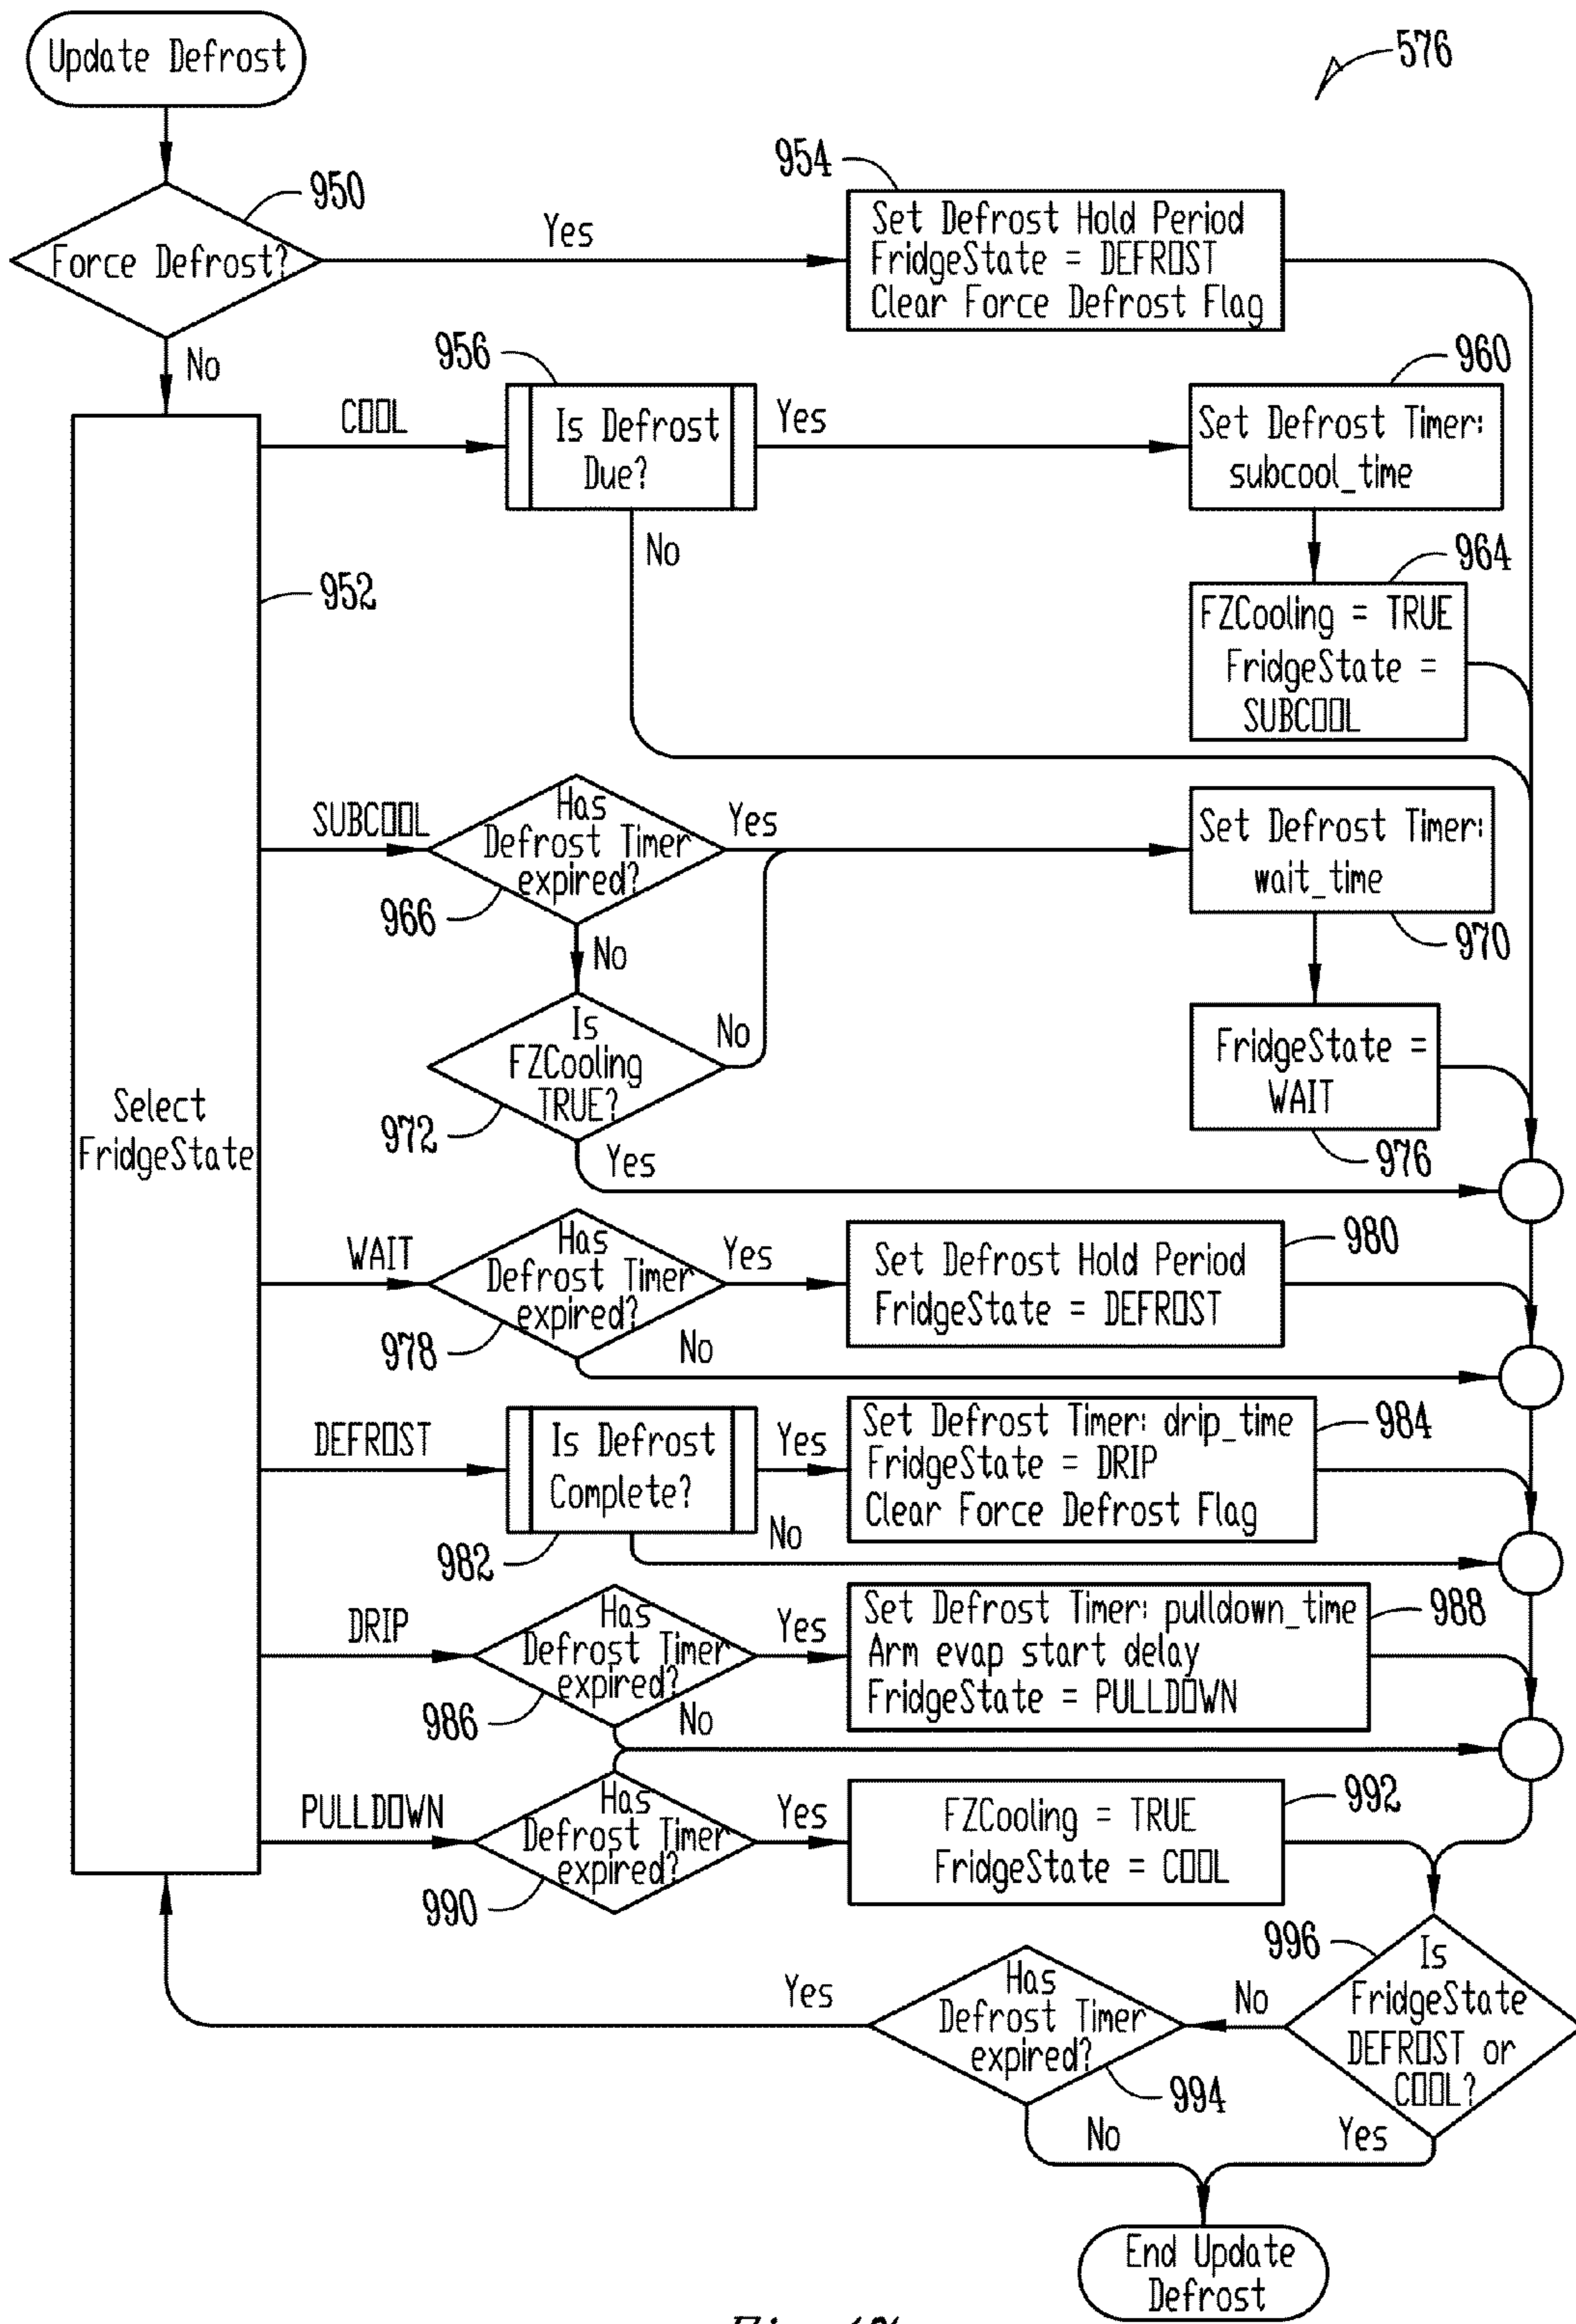 Update Defrost
576
954
950
Force Defrost?
Yes
Set Defrost Hold Period
FridgeState = DEFROST
Clear Force Defrost Flag
No
956
960
COOL
Is Defrost
Due?
Yes
Set Defrost Timer:
subcool_time
No
964
952
FZCooling = TRUE
FridgeState =
SUBCOOL
SUBCOOL
Has
Defrost Timer
expired?
Yes
966
Set Defrost Timer:
wait_time
970
No
Is
FZCooling
TRUE?
No
972
Yes
FridgeState =
WAIT
976
Select
FridgeState
WAIT
Has
Defrost Timer
expired?
Yes
978
No
Set Defrost Hold Period
FridgeState = DEFROST
980
DEFROST
Is Defrost
Complete?
Yes
982
No
Set Defrost Timer: drip_time
FridgeState = DRIP
Clear Force Defrost Flag
984
DRIP
Has
Defrost Timer
expired?
Yes
986
No
Set Defrost Timer: pulldown_time
Arm evap start delay
FridgeState = PULLDOWN
988
PULLDOWN
Has
Defrost Timer
expired?
Yes
990
FZCooling = TRUE
FridgeState = COOL
992
996
Is
FridgeState
DEFROST or
COOL?
No
Yes
Has
Defrost Timer
expired?
994
Yes
No
End Update
Defrost